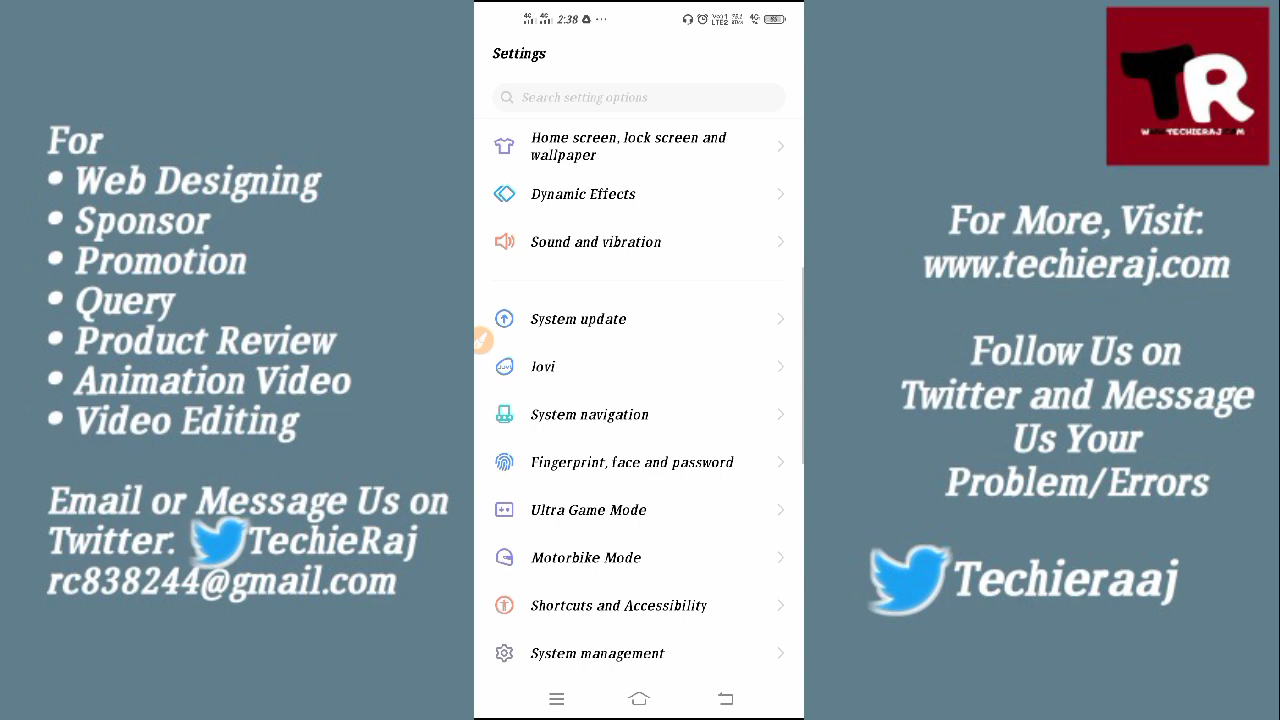 For
• Web Designing
• Sponsor
• Promotion
• Query
• Product Review
• Animation Video
• Video Editing
Email or Message Us on
Twitter. TechieRaj
rc838244@gmail.com
2:38
Settings
Search setting options
Home screen, lock screen and
wallpaper
Dynamic Effects
Sound and vibration
System update
Jovi
System navigation
Fingerprint, face and password
Ultra Game Mode
Motorbike Mode
Shortcuts and Accessibility
System management
TR
WWW.TECHIERAJ.COM
For More, Visit:
www.techieraj.com
Follow Us on
Twitter and Message
Us Your
Problem/Errors
Techieraaj